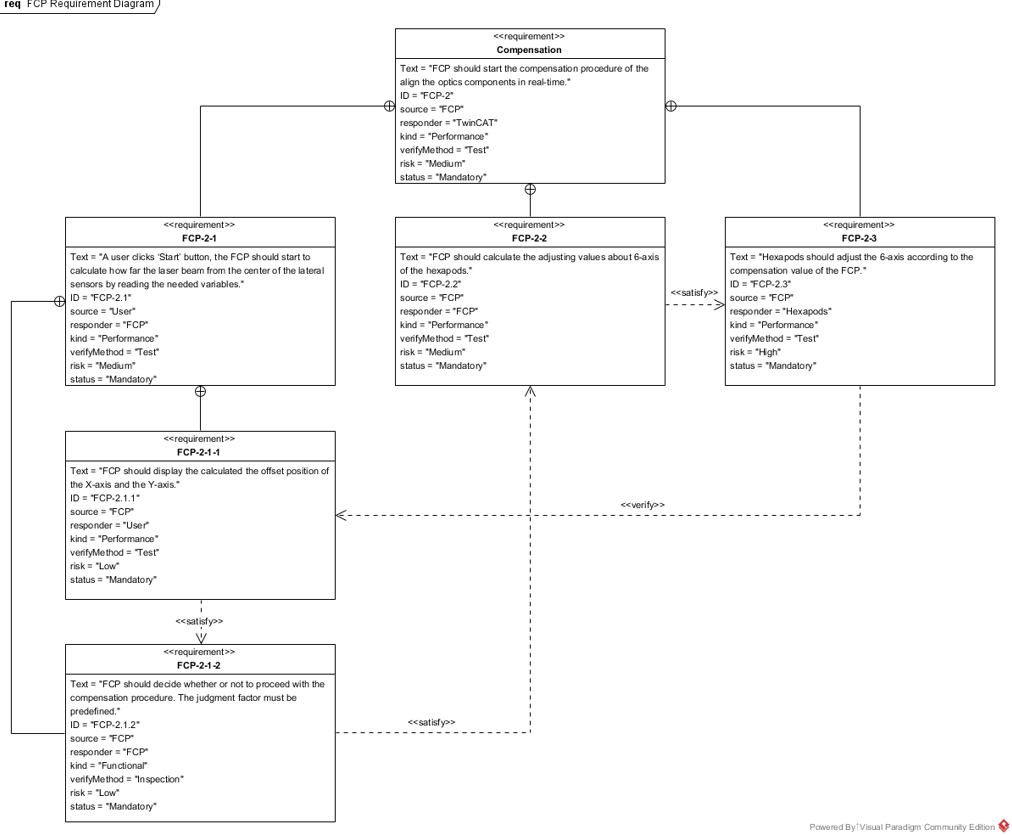 req FCP Requirement Diagram
<<requirement>>
Compensation
Text = "FCP should start the compensation procedure of the
align the optics components in real-time."
ID = "FCP-2"
source = "FCP"
responder = "TwinCAT"
kind = "Performance"
verifyMethod = "Test"
risk = "Medium"
status = "Mandatory"
<<requirement>>
FCP-2-1
Text = "A user clicks 'Start' button, the FCP should start to
calculate how far the laser beam from the center of the lateral
sensors by reading the needed variables."
ID = "FCP-2.1"
source = "User"
responder = "FCP"
kind = "Performance"
verifyMethod = "Test"
risk = "Medium"
status = "Mandatory"
<<requirement>>
FCP-2-2
Text = "FCP should calculate the adjusting values about 6-axis
of the hexapods."
ID = "FCP-2.2"
source = "FCP"
responder = "FCP"
kind = "Performance"
verifyMethod = "Test"
risk = "Medium"
status = "Mandatory"
<<satisfy>>
<<requirement>>
FCP-2-3
Text = "Hexapods should adjust the 6-axis according to the
compensation value of the FCP."
ID = "FCP-2.3"
source = "FCP"
responder = "Hexapods"
kind = "Performance"
verifyMethod = "Test"
risk = "High"
status = "Mandatory"
<<requirement>>
FCP-2-1-1
Text = "FCP should display the calculated the offset position of
the X-axis and the Y-axis."
ID = "FCP-2.1.1"
source = "FCP"
responder = "User"
kind = "Performance"
verifyMethod = "Test"
risk = "Low"
status = "Mandatory"
<<verify>>
<<satisfy>>
<<requirement>>
FCP-2-1-2
Text = "FCP should decide whether or not to proceed with the
compensation procedure. The judgment factor must be
predefined."
ID = "FCP-2.1.2"
source = "FCP"
responder = "FCP"
kind = "Functional"
verifyMethod = "Inspection"
risk = "Low"
status = "Mandatory"
<<satisfy>>
Powered By Visual Paradigm Community Edition